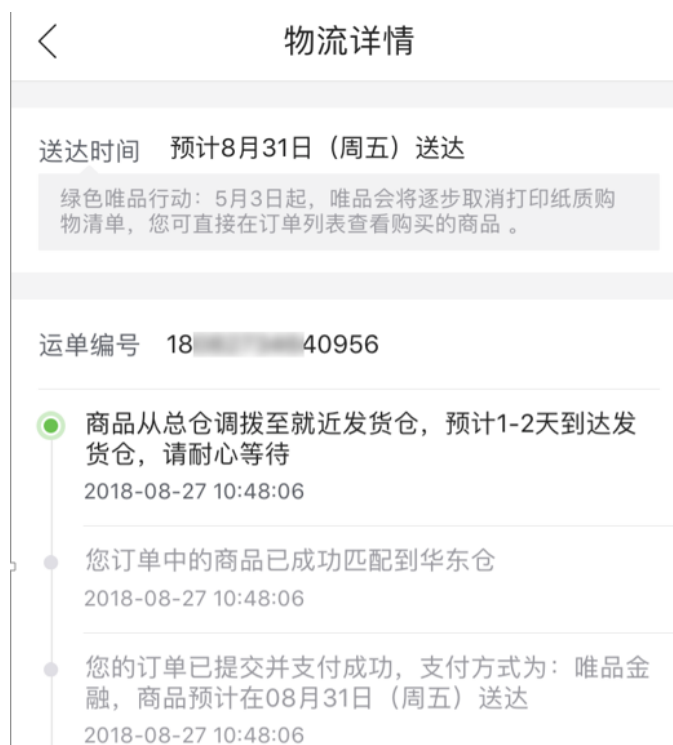 物流详情
送达时间 预计8月31日（周五）送达
绿色唯品行动：5月3日起，唯品会将逐步取消打印纸质购
物清单，您可直接在订单列表查看购买的商品 。
运单编号 18 40956
商品从总仓调拨至就近发货仓，预计1-2天到达发
货仓，请耐心等待
2018-08-27 10:48:06
您订单中的商品已成功匹配到华东仓
2018-08-27 10:48:06
您的订单已提交并支付成功，支付方式为：唯品金
融，商品预计在08月31日（周五）送达
2018-08-27 10:48:06